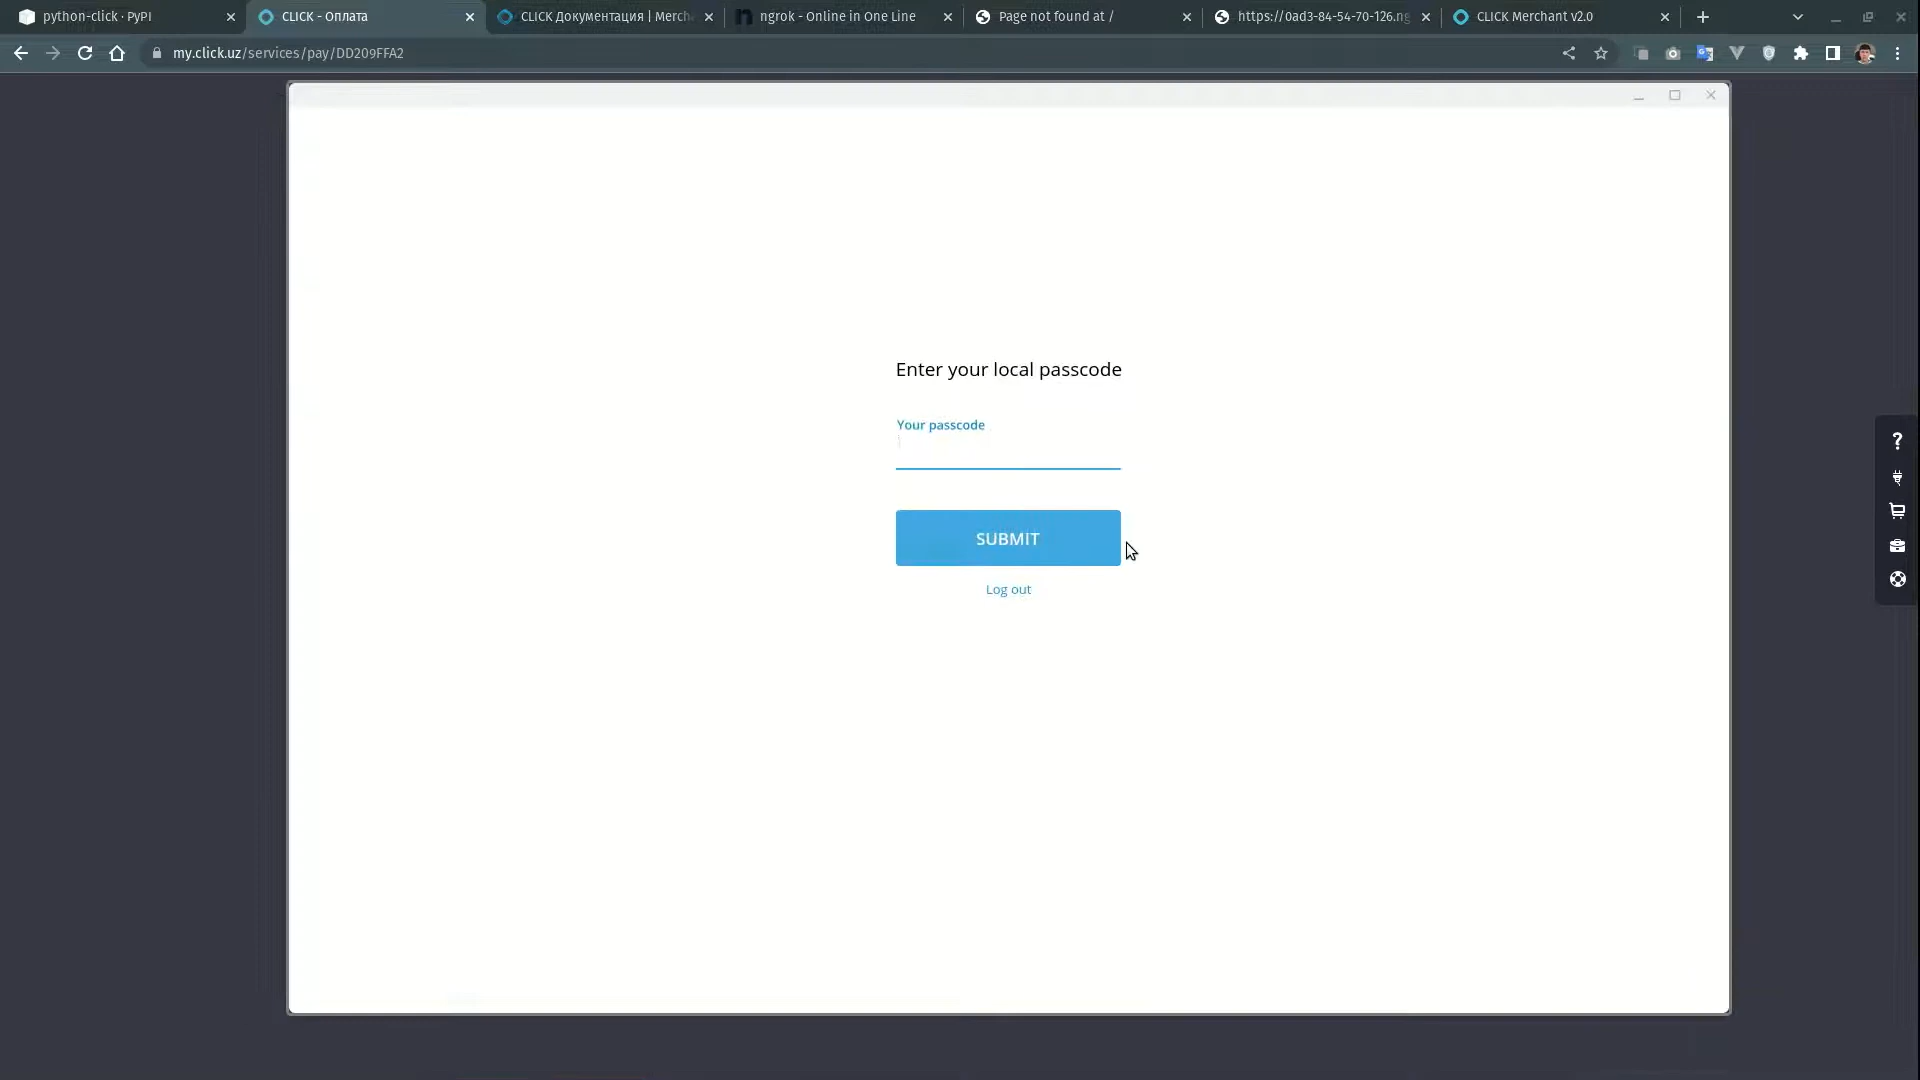 python-click · PyPI
CLICK - Оплата
CLICK Документация | Merch
ngrok - Online in One Line
Page not found at /
https://0ad3-84-54-70-126.ng
CLICK Merchant v2.0
my.click.uz/services/pay/DD209FFA2
Enter your local passcode
Your passcode
SUBMIT
Log out